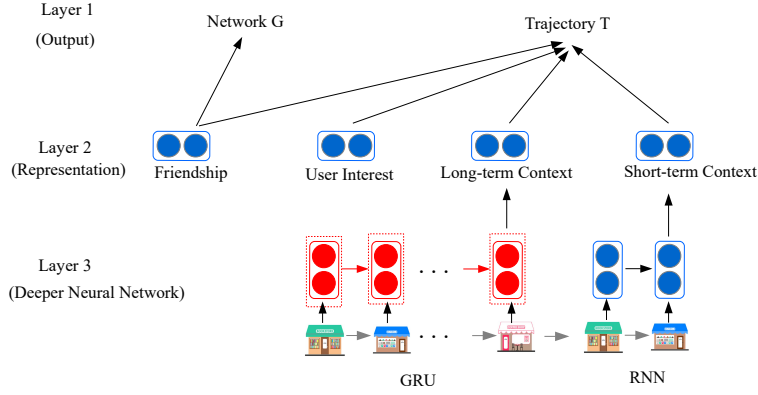 Layer 1
(Output)
Network G
Trajectory T
Layer 2
(Representation)
Friendship
User Interest
Long-term Context
Short-term Context
Layer 3
(Deeper Neural Network)
. . .
. . .
GRU
RNN